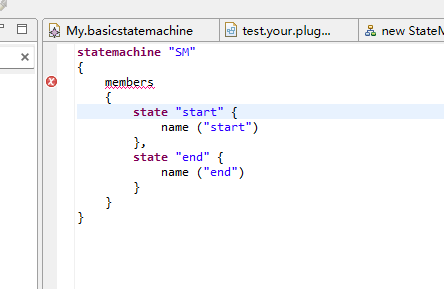 My.basicstatemachine
test.your.plug...
new StateM
statemachine "SM"
{
members
{
state "start" {
name ("start")
},
state "end" {
name ("end")
}
}
}